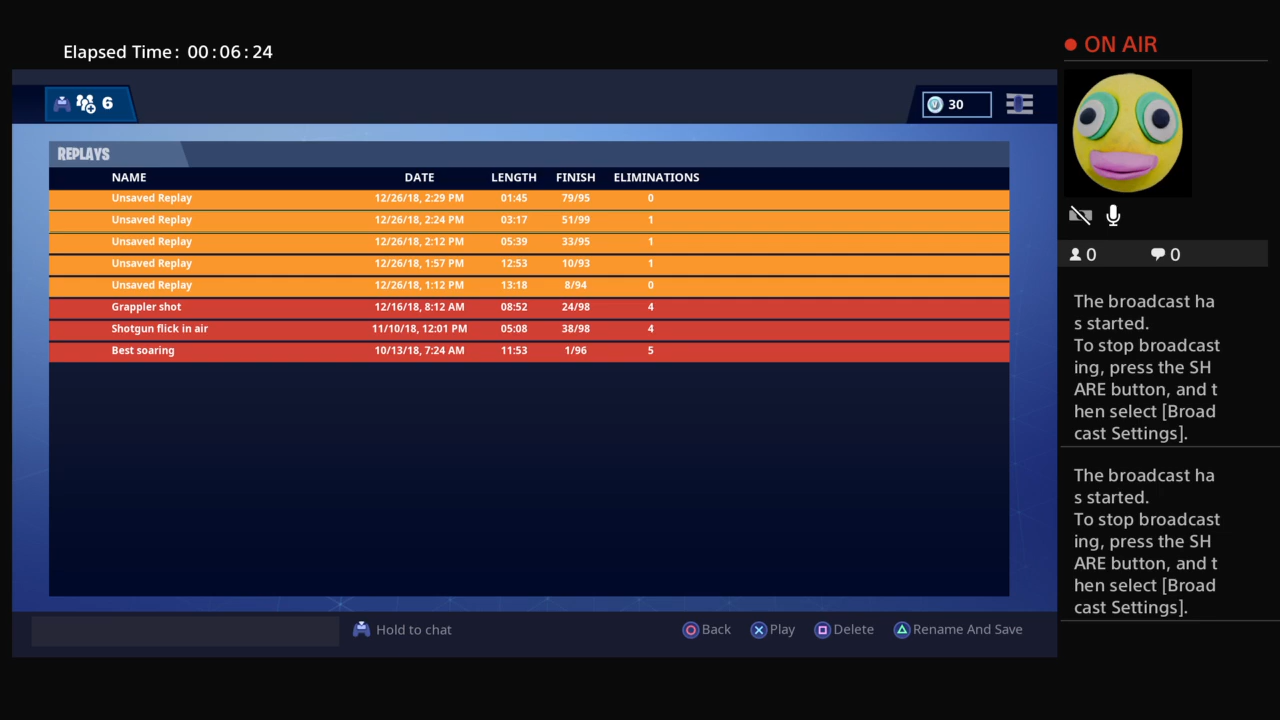 Elapsed Time: 00:06:24
ON AIR
6
30
REPLAYS
NAME DATE LENGTH FINISH ELIMINATIONS
Unsaved Replay 12/26/18, 2:29 PM 01:45 79/95 0
Unsaved Replay 12/26/18, 2:24 PM 03:17 51/99 1
Unsaved Replay 12/26/18, 2:12 PM 05:39 33/95 1
Unsaved Replay 12/26/18, 1:57 PM 12:53 10/93 1
Unsaved Replay 12/26/18, 1:12 PM 13:18 8/94 0
Grappler shot 12/16/18, 8:12 AM 08:52 24/98 4
Shotgun flick in air 11/10/18, 12:01 PM 05:08 38/98 4
Best soaring 10/13/18, 7:24 AM 11:53 1/96 5
Hold to chat
Back Play Delete Rename And Save
0 0
The broadcast ha
s started.
To stop broadcast
ing, press the SH
ARE button, and t
hen select [Broad
cast Settings].
The broadcast ha
s started.
To stop broadcast
ing, press the SH
ARE button, and t
hen select [Broad
cast Settings].